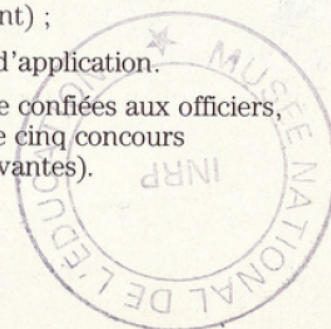 nt) ;
d'application.
e confiées aux officiers,
e cinq concours
vantes).
MUSÉE NATIONAL DE L'ÉDUCATION
INRP